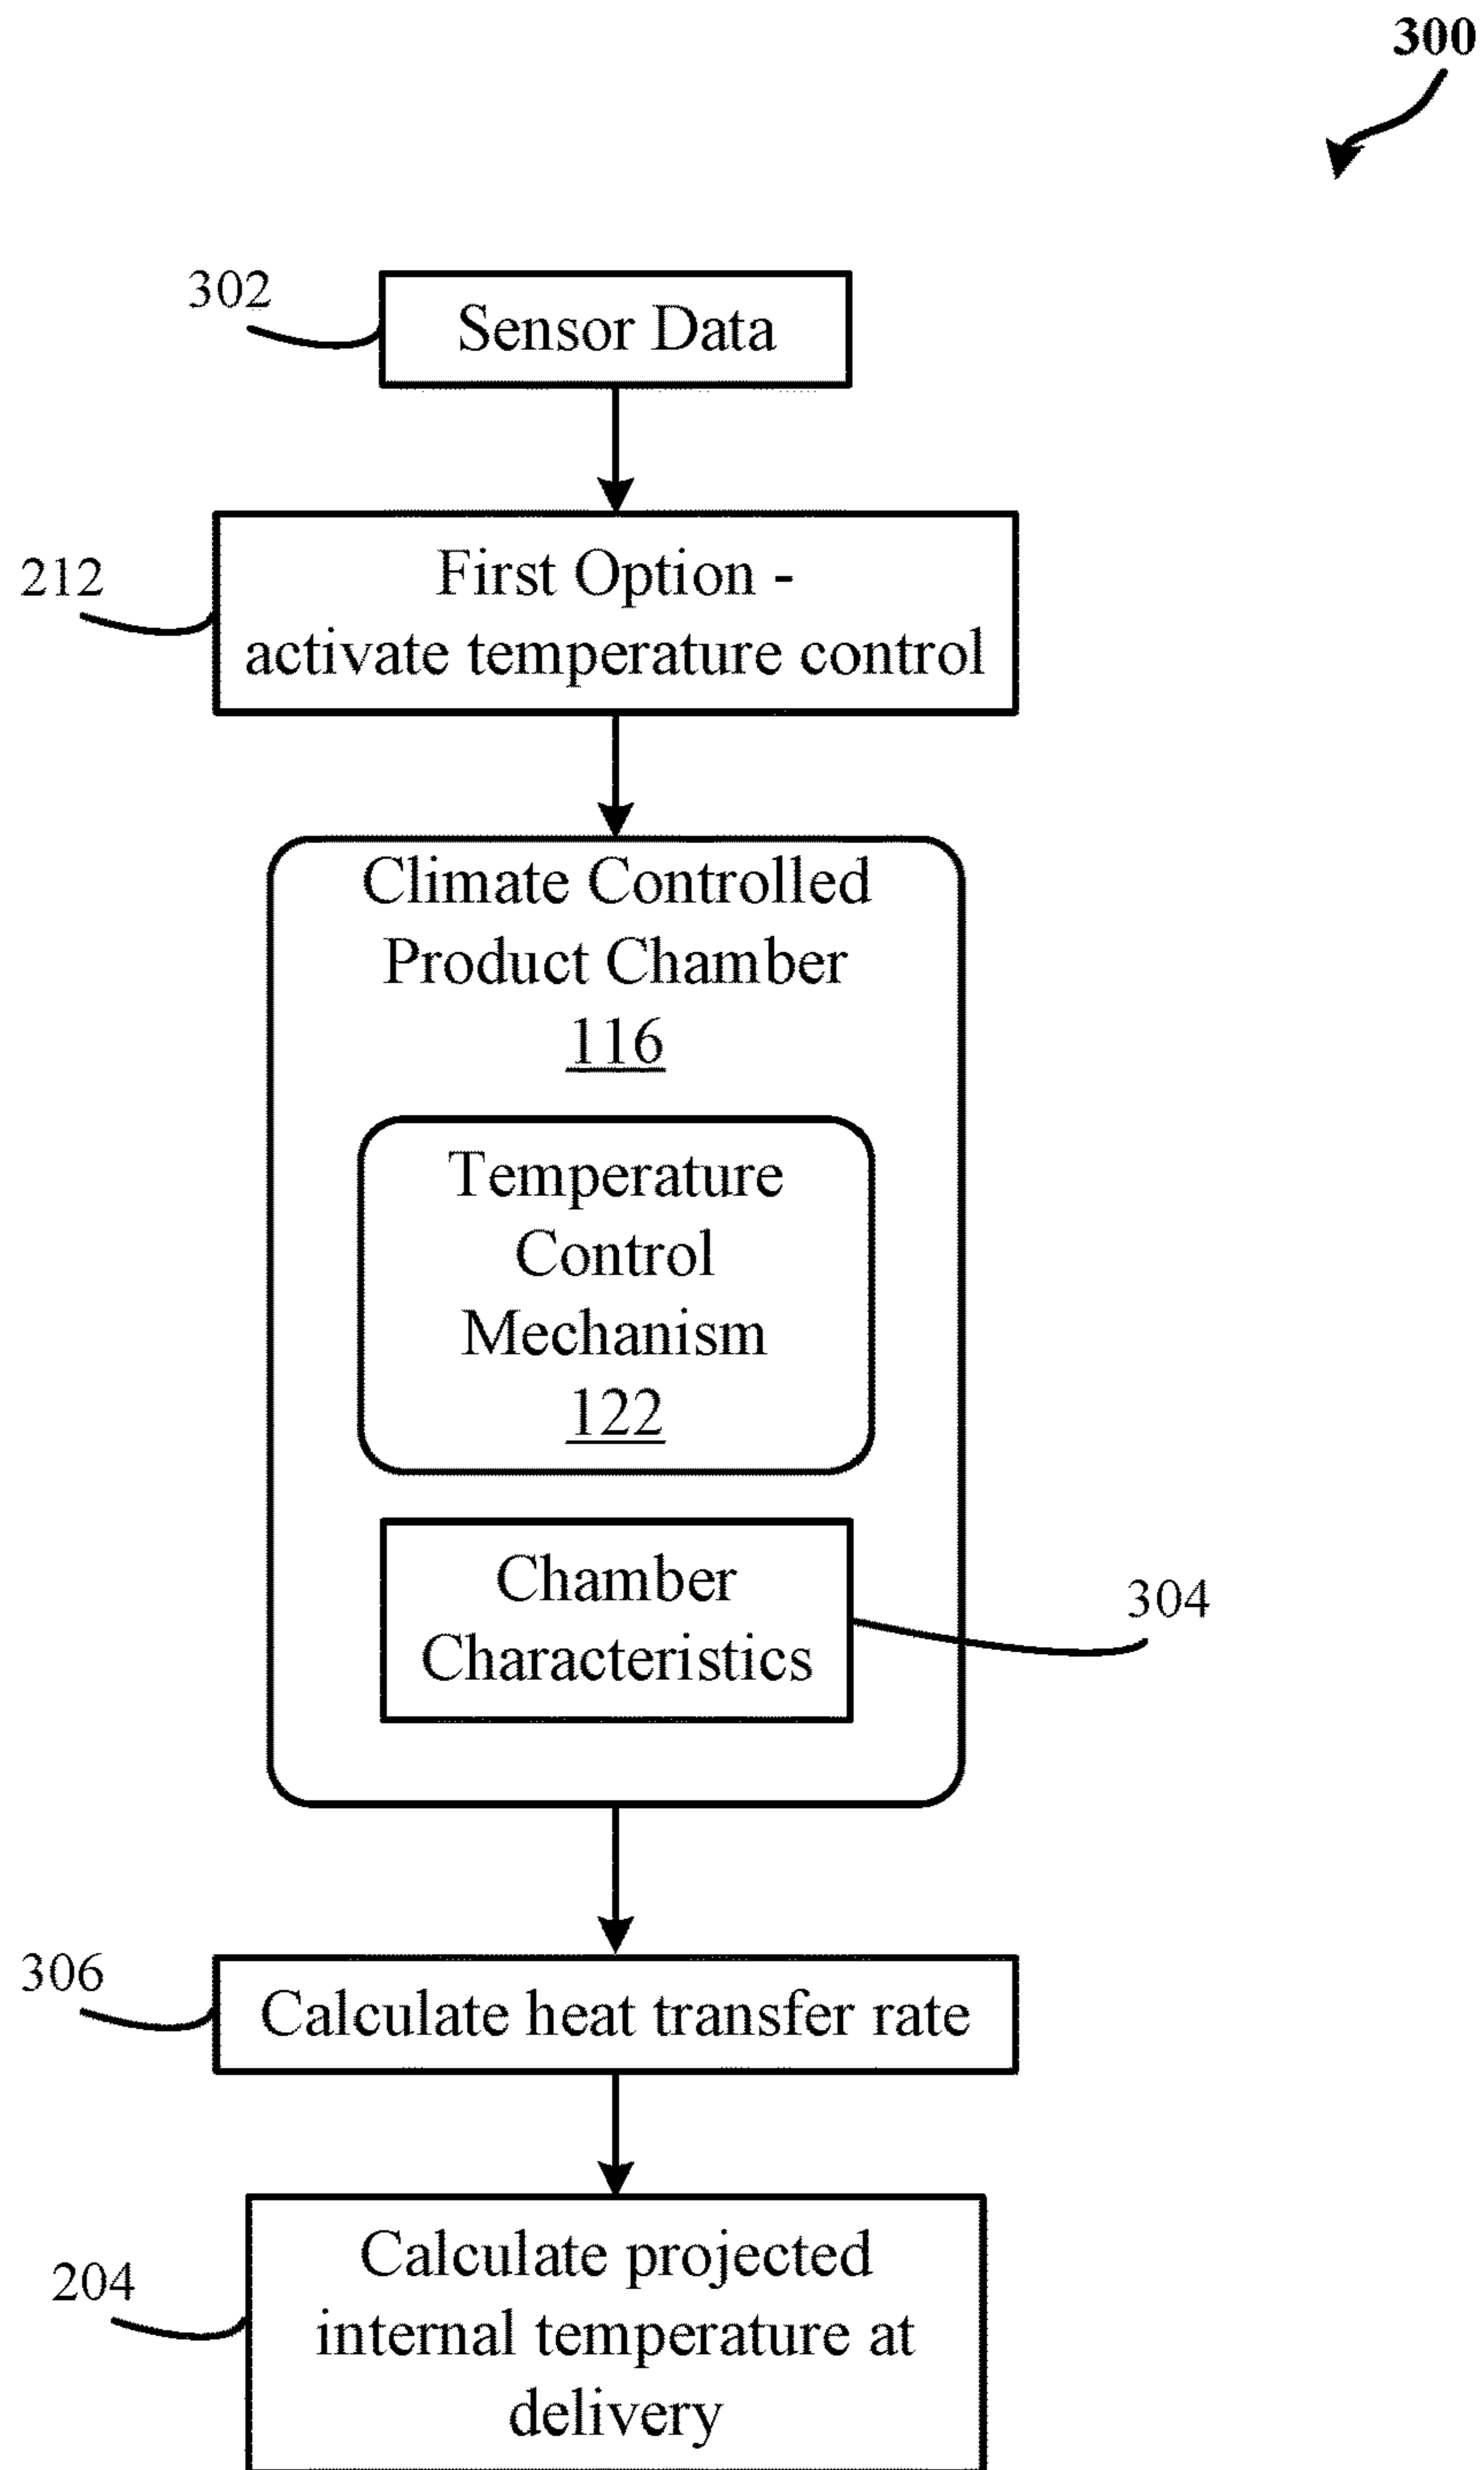 300
302
Sensor Data
212
First Option -
activate temperature control
Climate Controlled
Product Chamber
116
Temperature
Control
Mechanism
122
Chamber
Characteristics
304
306
Calculate heat transfer rate
204
Calculate projected
internal temperature at
delivery